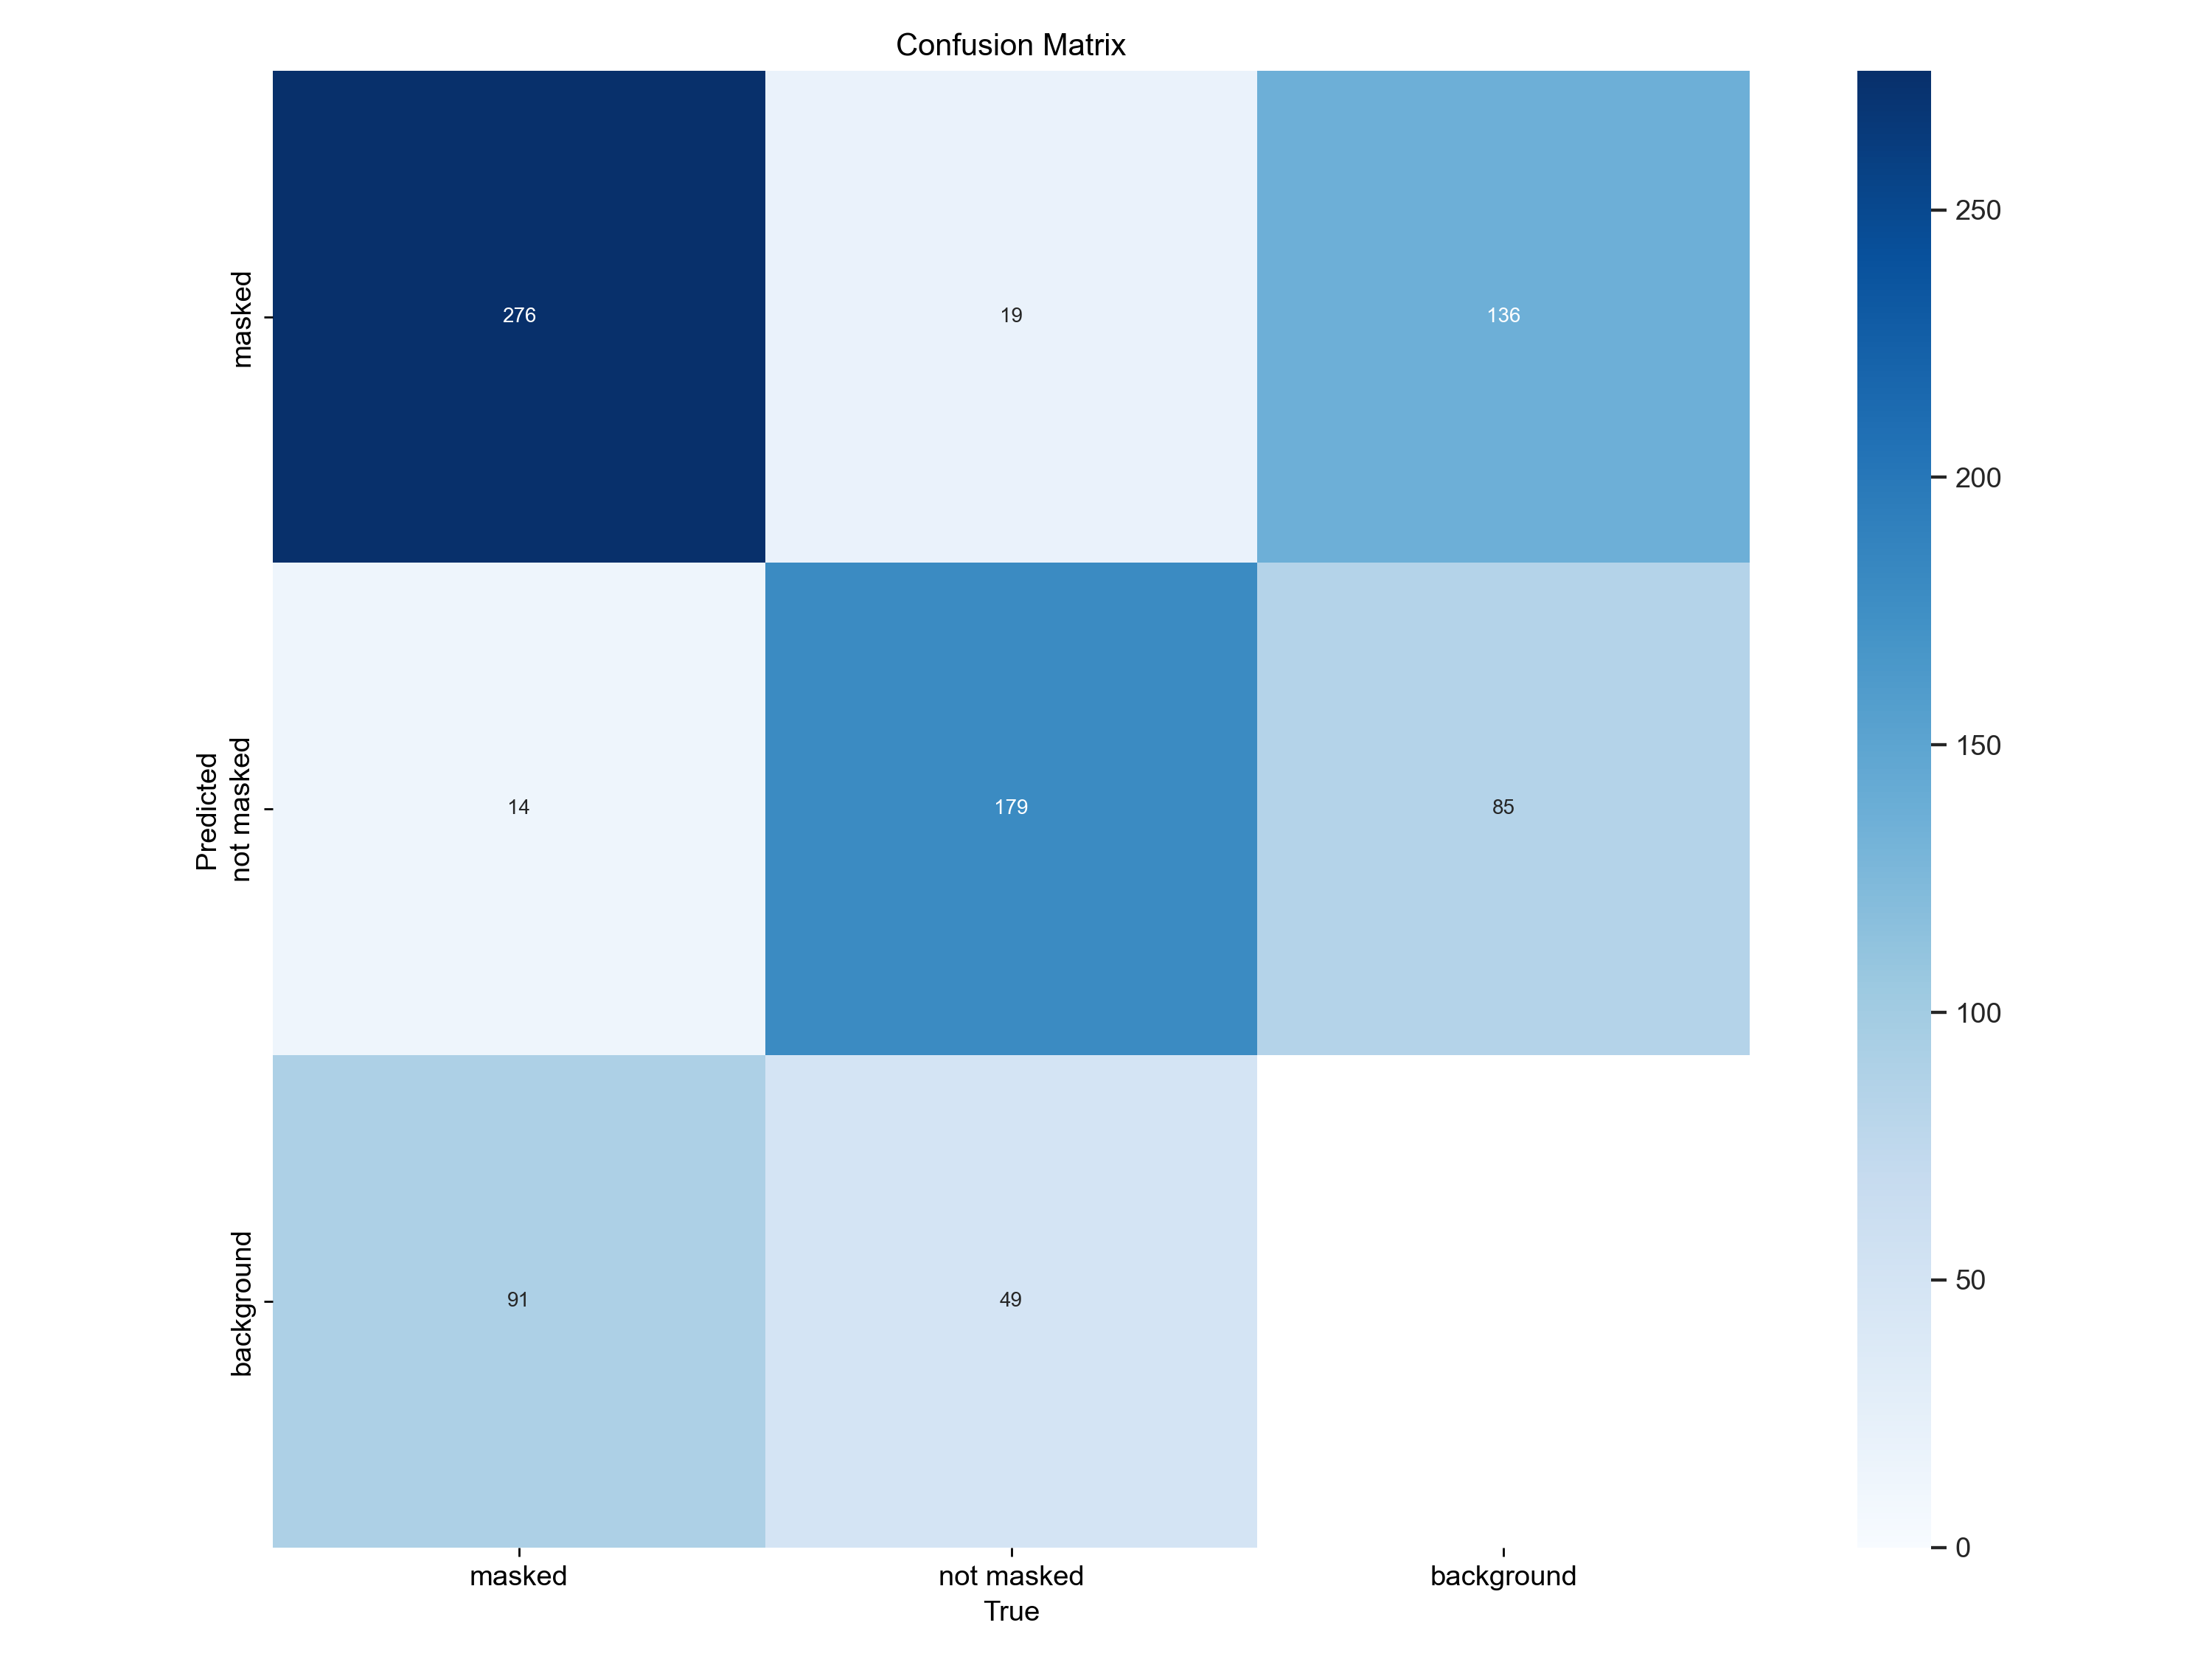 Confusion Matrix
masked
276
19
136
250
200
Predicted
not masked
14
179
85
150
100
background
91
49
50
0
masked
not masked
background
True